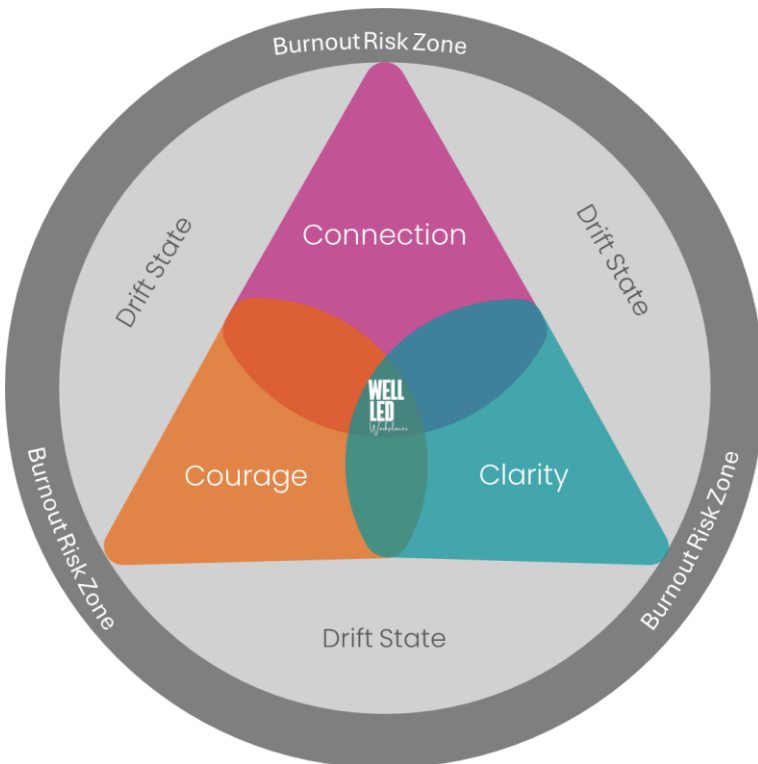 Burnout Risk Zone
Connection
Drift State
Drift State
WELL
LED
Workplaces
Courage
Clarity
Burnout Risk Zone
Burnout Risk Zone
Drift State